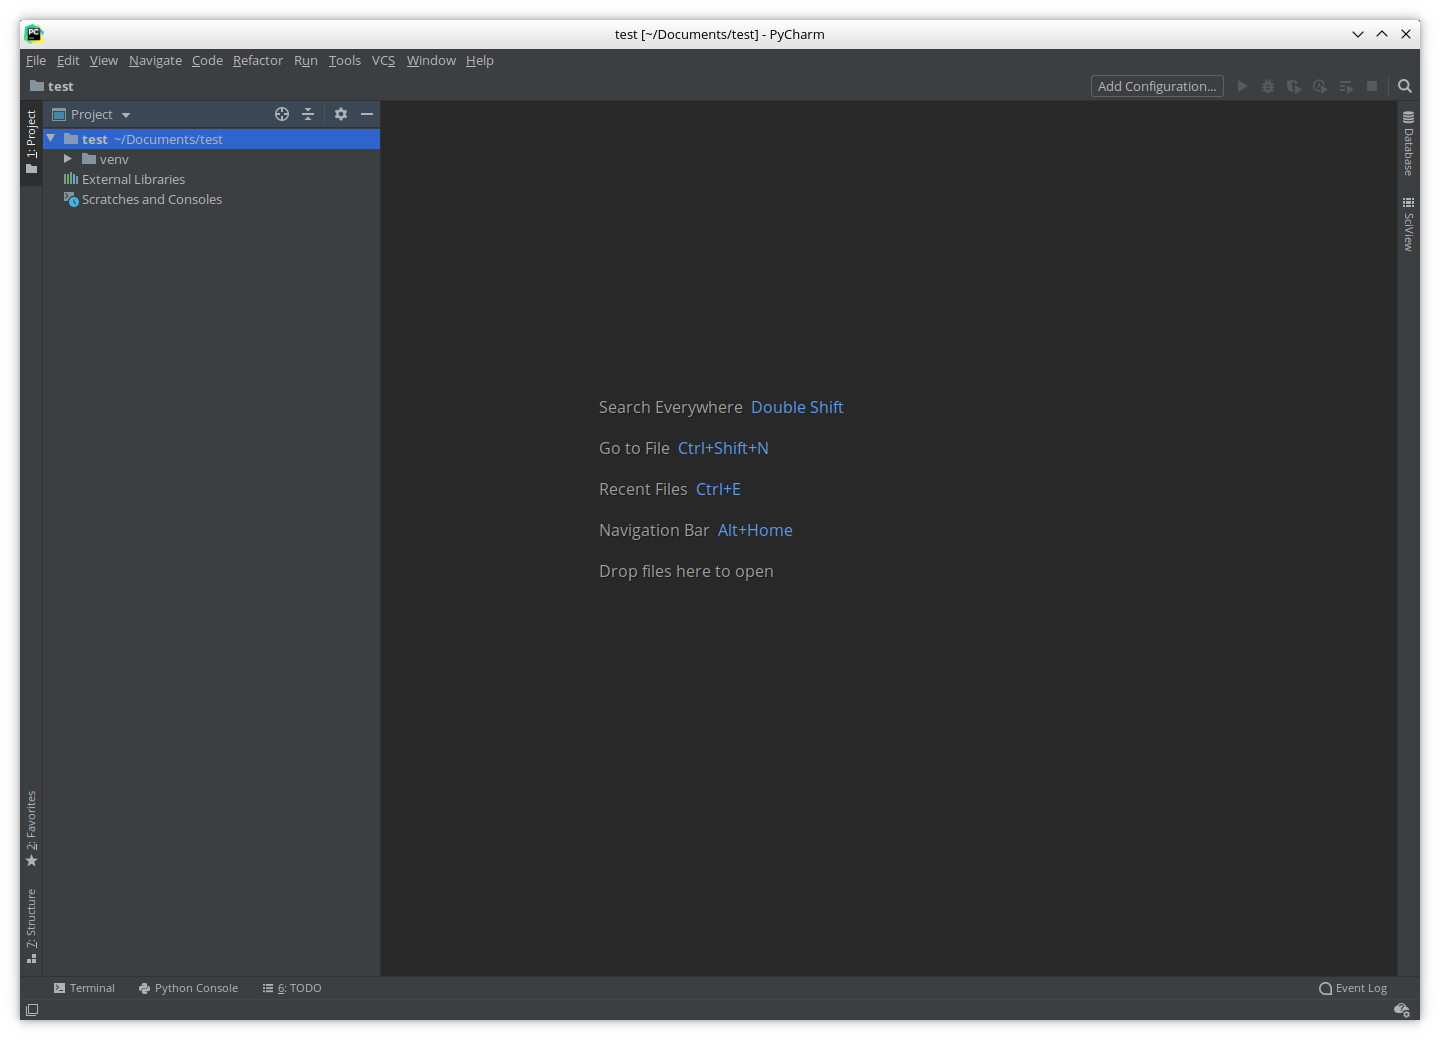 PC
test [~/Documents/test] - PyCharm
File Edit View Navigate Code Refactor Run Tools VCS Window Help
test
Add Configuration...
1: Project
Project
test ~/Documents/test
venv
External Libraries
Scratches and Consoles
Search Everywhere Double Shift
Go to File Ctrl+Shift+N
Recent Files Ctrl+E
Navigation Bar Alt+Home
Drop files here to open
Database
SciView
2: Favorites
7: Structure
Terminal Python Console 6: TODO
Event Log